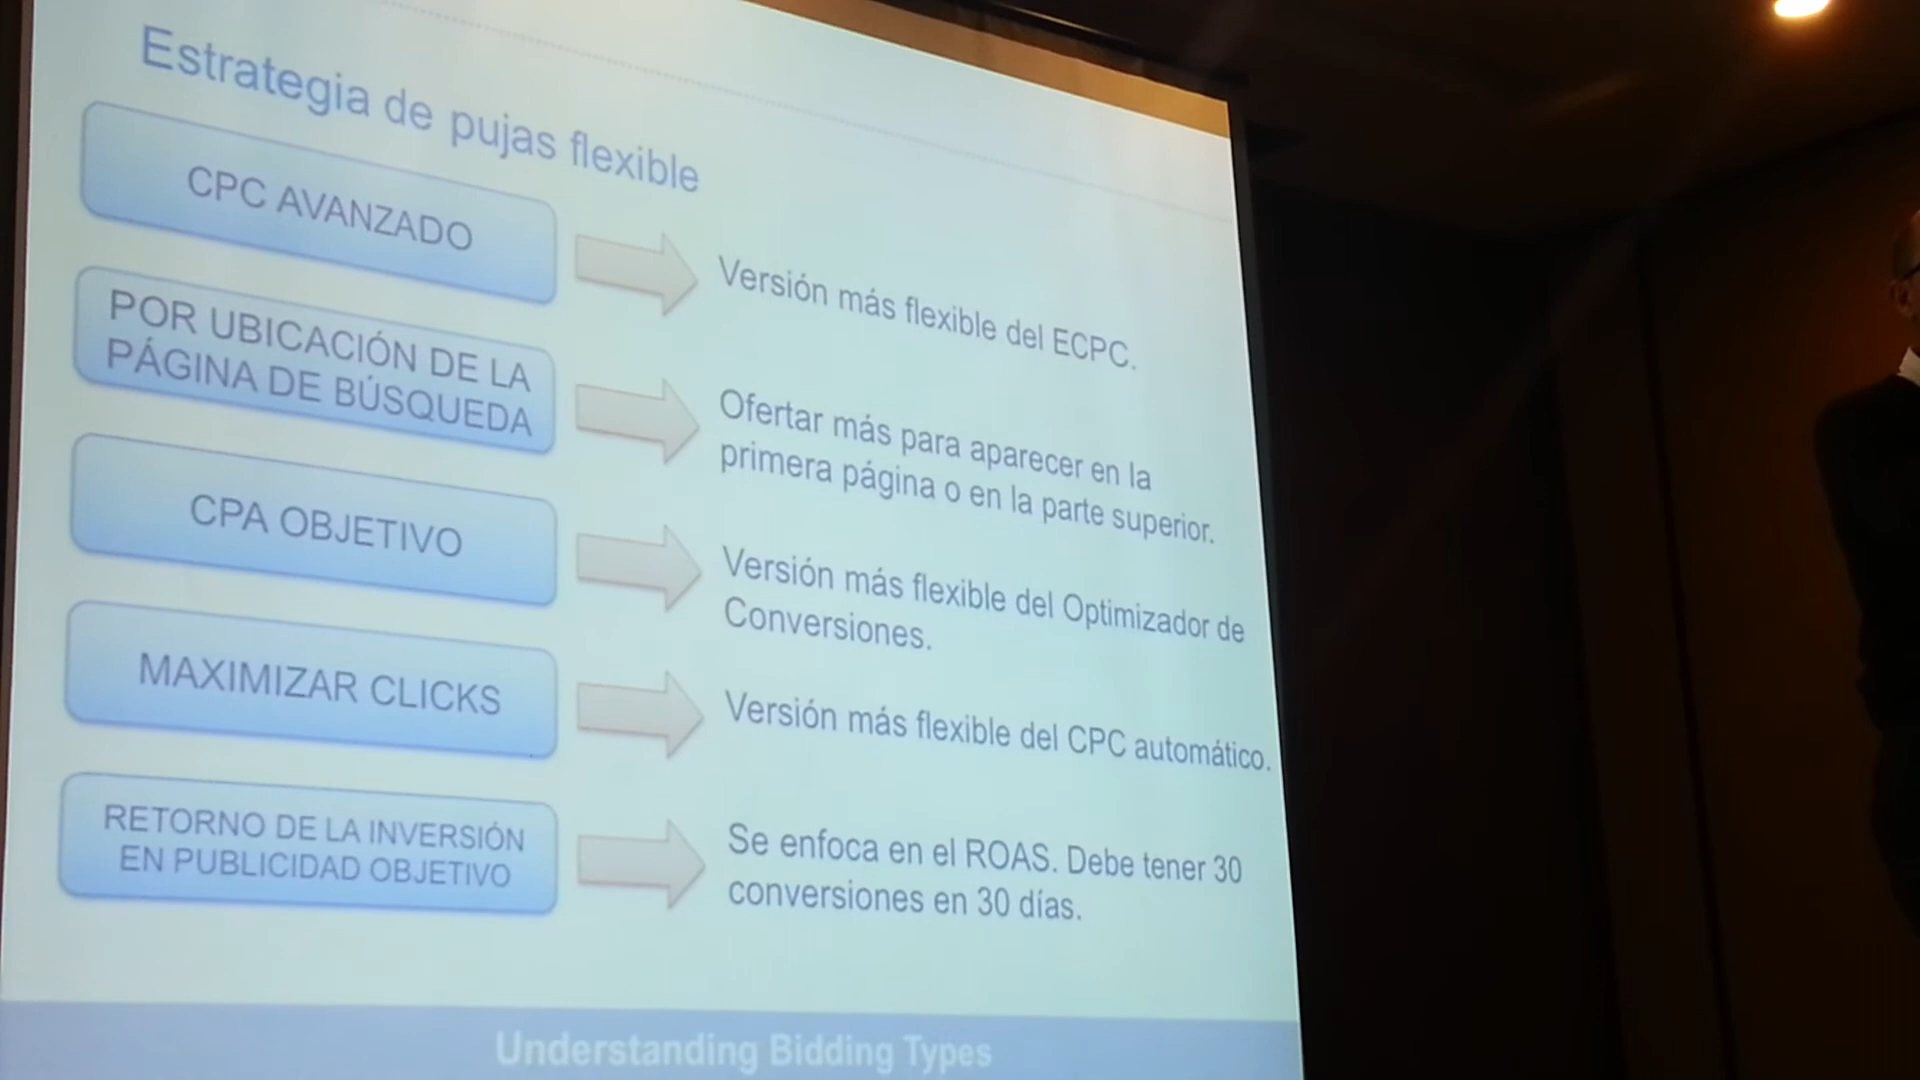 Estrategia de pujas flexible
CPC AVANZADO
Versión más flexible del ECPC.
POR UBICACIÓN DE LA
PÁGINA DE BÚSQUEDA
Ofertar más para aparecer en la
primera página o en la parte superior.
CPA OBJETIVO
Versión más flexible del Optimizador de
Conversiones.
MAXIMIZAR CLICKS
Versión más flexible del CPC automático.
RETORNO DE LA INVERSIÓN
EN PUBLICIDAD OBJETIVO
Se enfoca en el ROAS. Debe tener 30
conversiones en 30 días.
Understanding Bidding Types